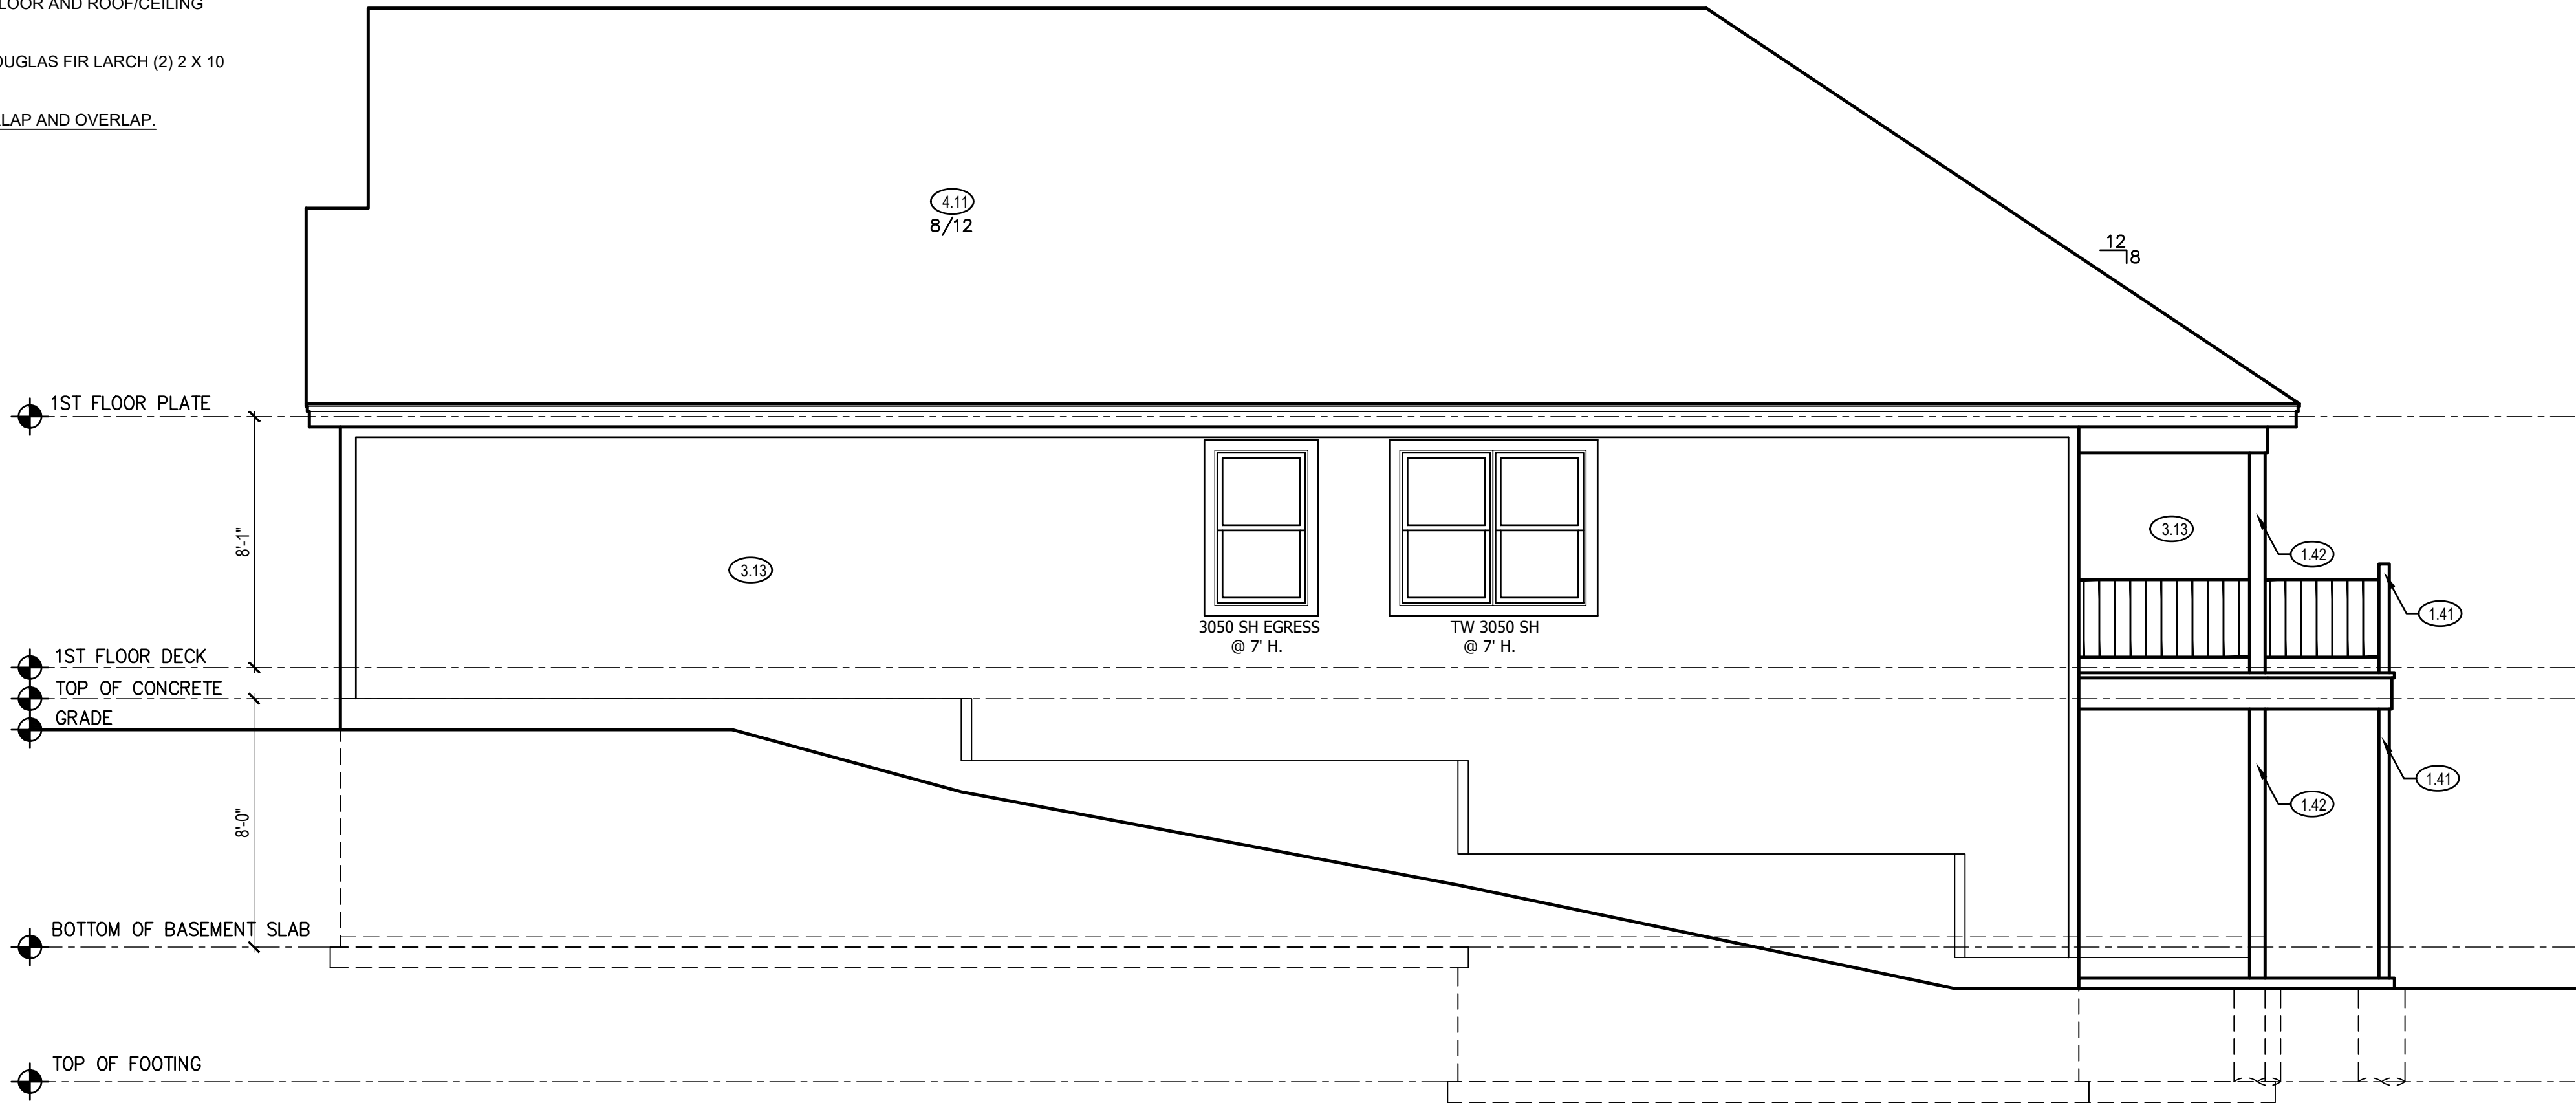 LOOR AND ROOF/CEILING
OUGLAS FIR LARCH (2) 2 X 10
LAP AND OVERLAP.
4.11
8/12
12
8
1ST FLOOR PLATE
8'-1"
3.13
3.13
1.42
1.41
3050 SH EGRESS
@ 7' H.
TW 3050 SH
@ 7' H.
1ST FLOOR DECK
TOP OF CONCRETE
GRADE
8'-0"
1.41
1.42
BOTTOM OF BASEMENT SLAB
TOP OF FOOTING